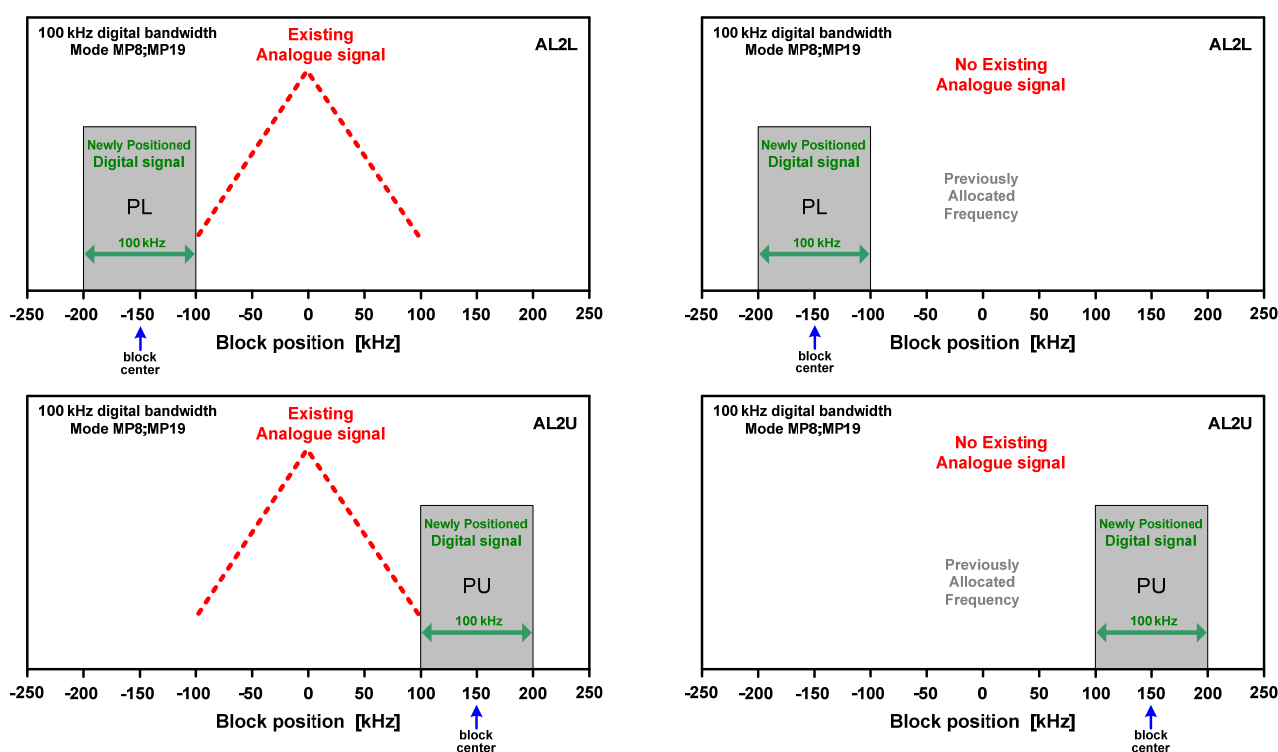 100 kHz digital bandwidth
Mode MP8;MP19
Existing
Analogue signal
AL2L
Newly Positioned
Digital signal
PL
100 kHz
-250 -200 -150 -100 -50 0 50 100 150 200 250
Block position [kHz]
block
center
100 kHz digital bandwidth
Mode MP8;MP19
No Existing
Analogue signal
AL2L
Newly Positioned
Digital signal
PL
100 kHz
Previously
Allocated
Frequency
-250 -200 -150 -100 -50 0 50 100 150 200 250
Block position [kHz]
block
center
100 kHz digital bandwidth
Mode MP8;MP19
Existing
Analogue signal
AL2U
Newly Positioned
Digital signal
PU
100 kHz
-250 -200 -150 -100 -50 0 50 100 100 200 250
Block position [kHz]
block
center
100 kHz digital bandwidth
Mode MP8;MP19
No Existing
Analogue signal
AL2U
Previously
Allocated
Frequency
Newly Positioned
Digital signal
PU
100 kHz
-250 -200 -150 -100 -50 0 50 100 150 200 250
Block position [kHz]
block
center